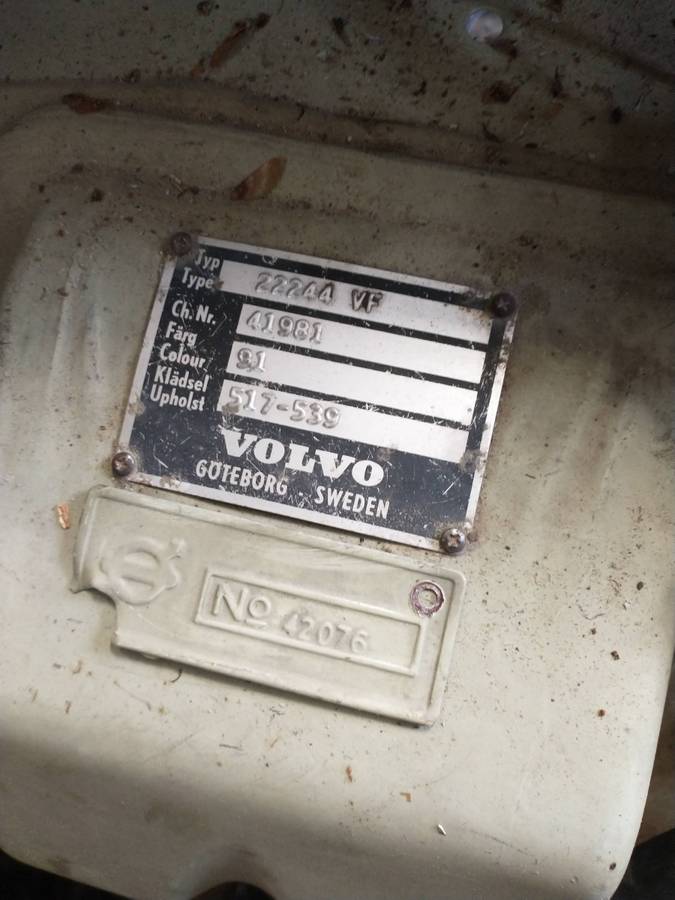 Typ
Type 22244 VF
Ch. Nr. 41981
Färg
Colour 91
Klädsel
Upholst 517-539
VOLVO
GÖTEBORG . SWEDEN
No 42076